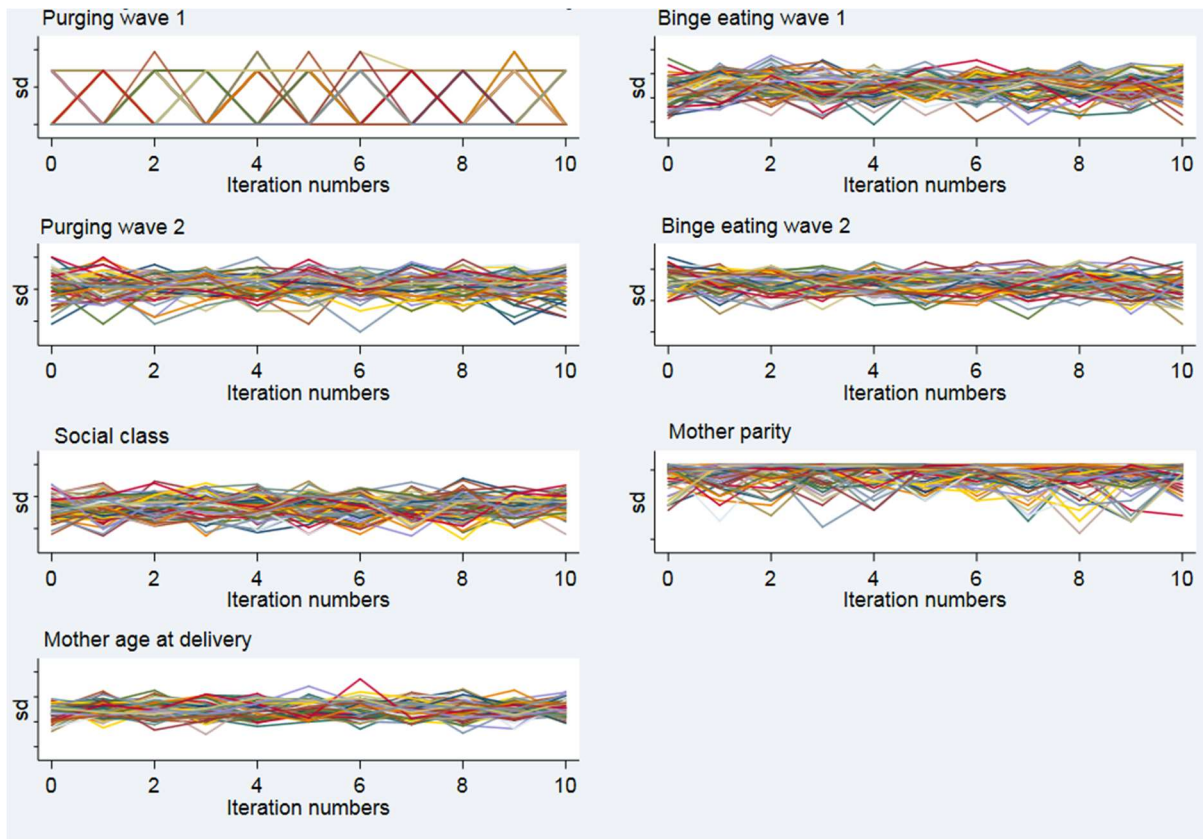 Purging wave 1
sd
0 2 4 6 8 10
Iteration numbers
Binge eating wave 1
sd
0 2 4 6 8 10
Iteration numbers
Purging wave 2
sd
0 2 4 6 8 10
Iteration numbers
Binge eating wave 2
sd
0 2 4 6 8 10
Iteration numbers
Social class
sd
0 2 4 6 8 10
Iteration numbers
Mother parity
sd
0 2 4 6 8 10
Iteration numbers
Mother age at delivery
sd
0 2 4 6 8 10
Iteration numbers